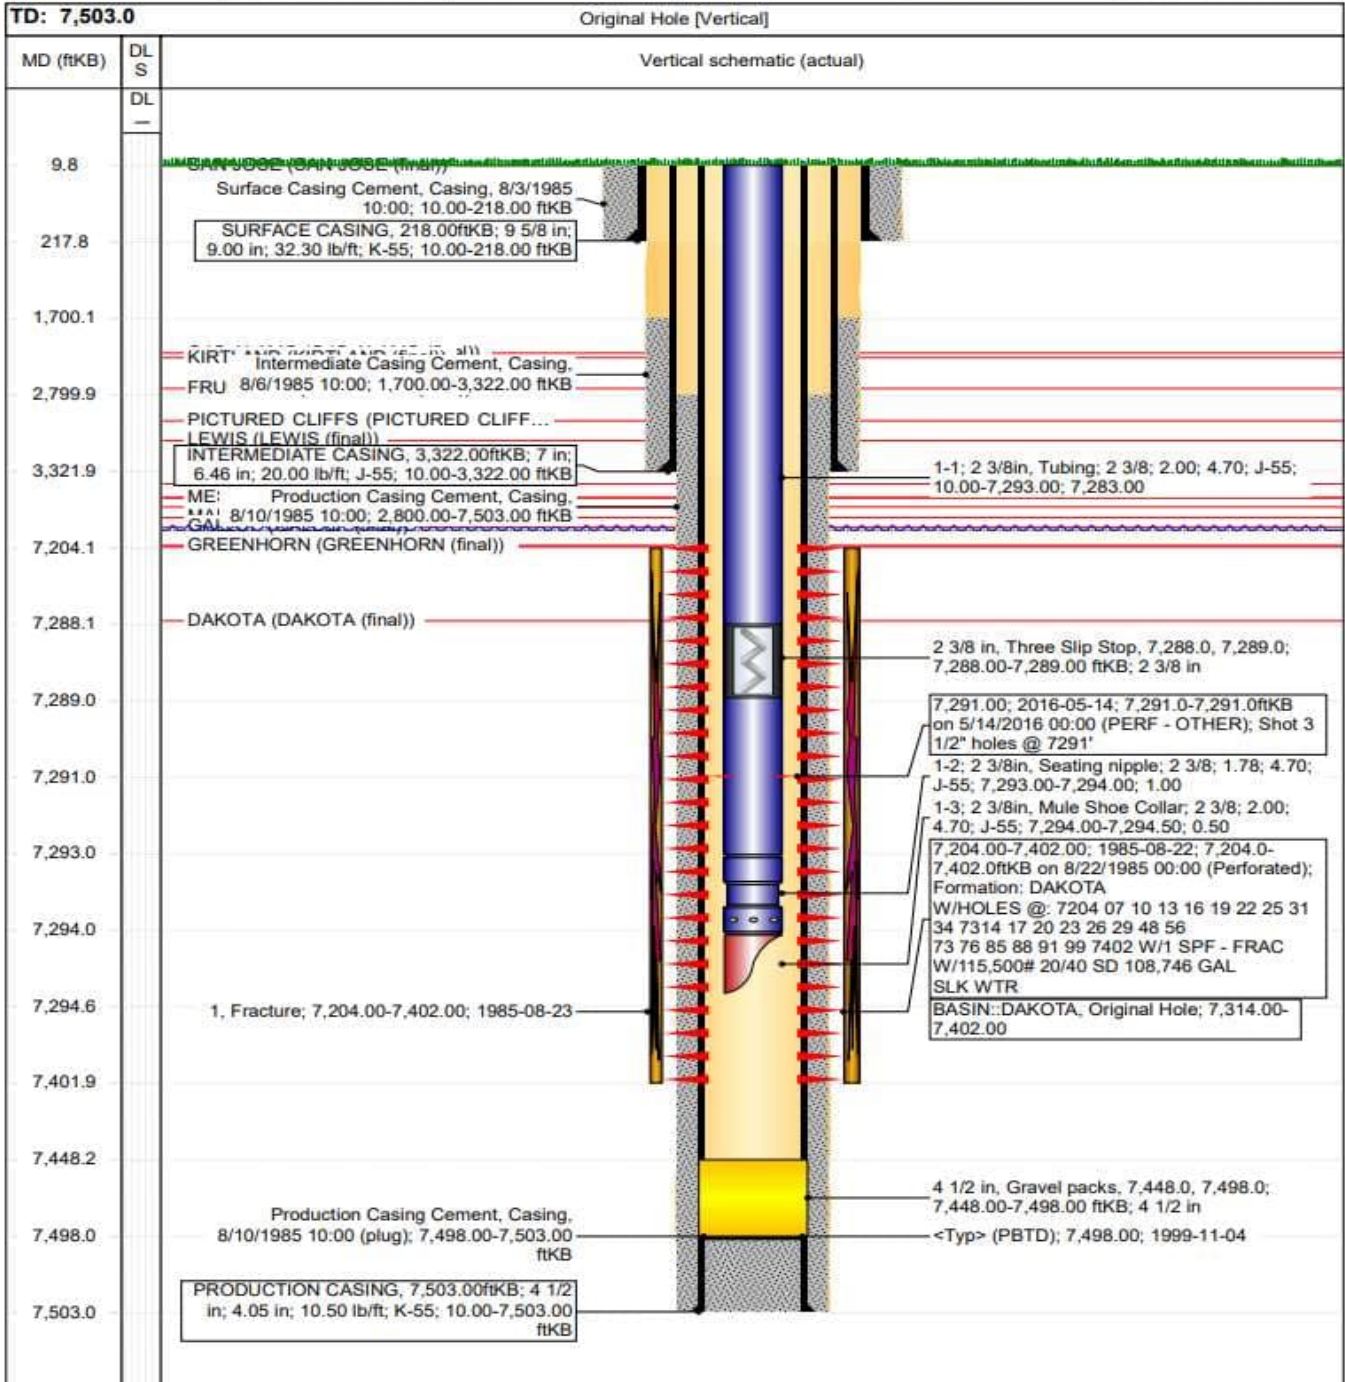 TD: 7,503.0
Original Hole [Vertical]
MD (ftKB)
DL
S
Vertical schematic (actual)
DL
—
9.8
SAN JOSE (SAN JOSE (final))
Surface Casing Cement, Casing, 8/3/1985
10:00; 10.00-218.00 ftKB
SURFACE CASING, 218.00ftKB; 9 5/8 in;
9.00 in; 32.30 lb/ft; K-55; 10.00-218.00 ftKB
217.8
1,700.1
KIRTLAND (KIRTLAND (final))
Intermediate Casing Cement, Casing,
8/6/1985 10:00; 1,700.00-3,322.00 ftKB
FRU
2,799.9
PICTURED CLIFFS (PICTURED CLIFF...
LEWIS (LEWIS (final))
INTERMEDIATE CASING, 3,322.00ftKB; 7 in;
6.46 in; 20.00 lb/ft; J-55; 10.00-3,322.00 ftKB
3,321.9
1-1; 2 3/8in, Tubing; 2 3/8; 2.00; 4.70; J-55;
10.00-7,293.00; 7,283.00
Production Casing Cement, Casing,
8/10/1985 10:00; 2,800.00-7,503.00 ftKB
7,204.1
GREENHORN (GREENHORN (final))
7,288.1
DAKOTA (DAKOTA (final))
2 3/8 in, Three Slip Stop, 7,288.0, 7,289.0;
7,288.00-7,289.00 ftKB; 2 3/8 in
7,289.0
7,291.00; 2016-05-14; 7,291.0-7,291.0ftKB
on 5/14/2016 00:00 (PERF - OTHER); Shot 3
1/2" holes @ 7291'
7,291.0
1-2; 2 3/8in, Seating nipple; 2 3/8; 1.78; 4.70;
J-55; 7,293.00-7,294.00; 1.00
1-3; 2 3/8in, Mule Shoe Collar; 2 3/8; 2.00;
4.70; J-55; 7,294.00-7,294.50; 0.50
7,293.0
7,204.00-7,402.00; 1985-08-22; 7,204.0-
7,402.0ftKB on 8/22/1985 00:00 (Perforated);
Formation: DAKOTA
W/HOLES @: 7204 07 10 13 16 19 22 25 31
34 7314 17 20 23 26 29 48 56
73 76 85 88 91 99 7402 W/1 SPF - FRAC
W/115,500# 20/40 SD 108,746 GAL
SLK WTR
7,294.0
7,294.6
1, Fracture; 7,204.00-7,402.00; 1985-08-23
BASIN::DAKOTA, Original Hole; 7,314.00-
7,402.00
7,401.9
7,448.2
4 1/2 in, Gravel packs, 7,448.0, 7,498.0;
7,448.00-7,498.00 ftKB; 4 1/2 in
7,498.0
Production Casing Cement, Casing,
8/10/1985 10:00 (plug); 7,498.00-7,503.00
ftKB
<Typ> (PBTD); 7,498.00; 1999-11-04
PRODUCTION CASING, 7,503.00ftKB; 4 1/2
in; 4.05 in; 10.50 lb/ft; K-55; 10.00-7,503.00
ftKB
7,503.0